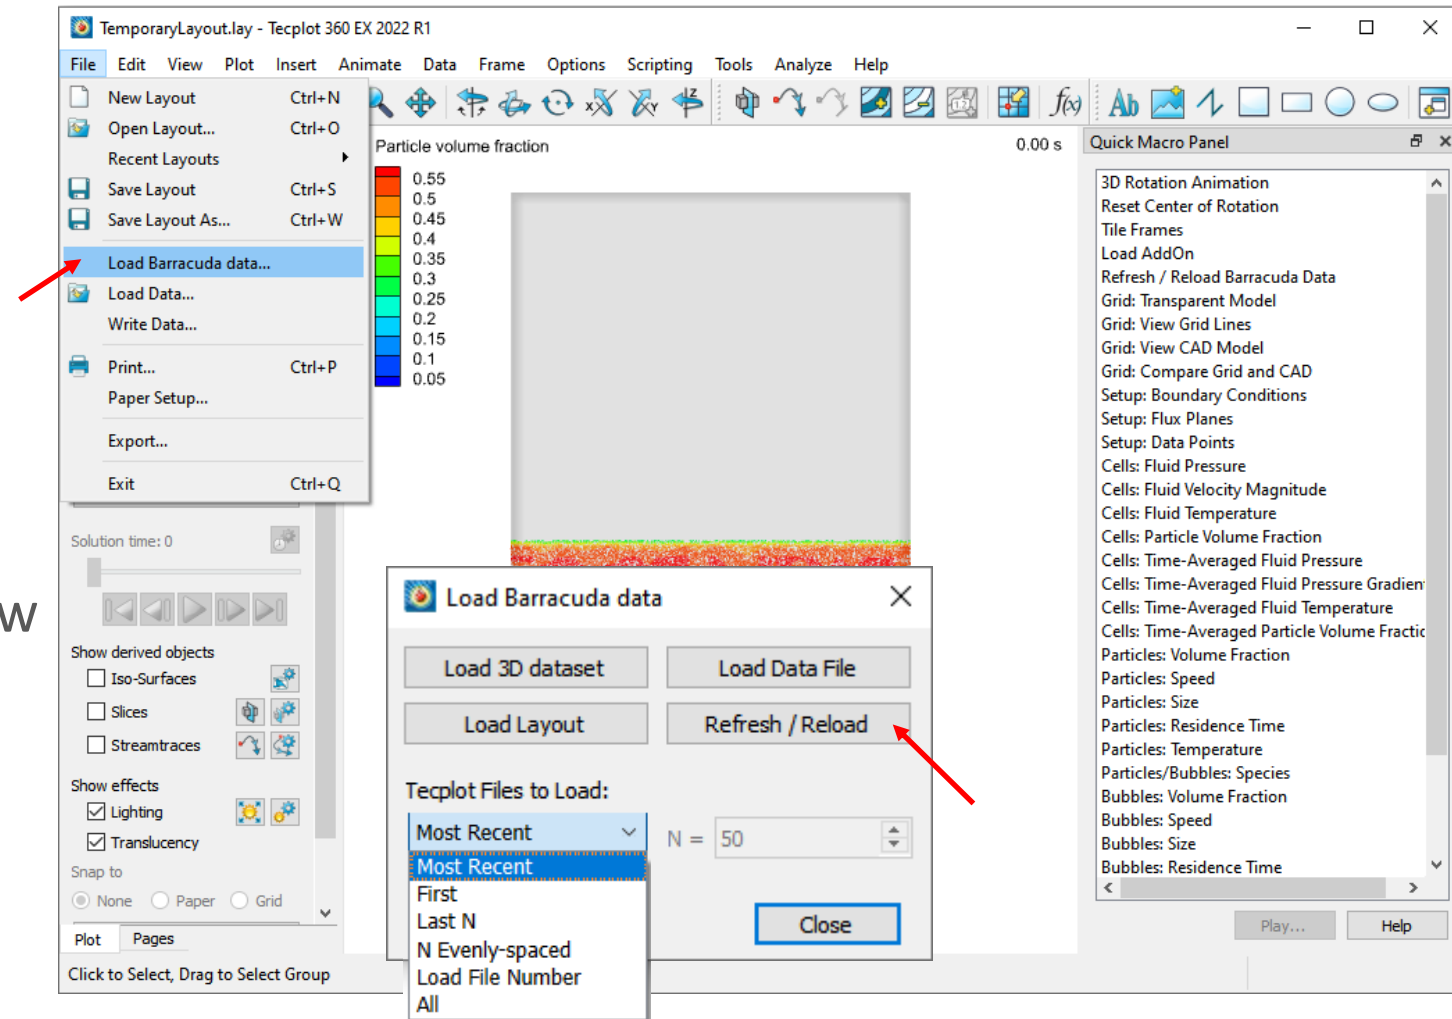 TemporaryLayout.lay - Tecplot 360 EX 2022 R1
File Edit View Plot Insert Animate Data Frame Options Scripting Tools Analyze Help
New Layout Ctrl+N
Open Layout... Ctrl+O
Recent Layouts
Save Layout Ctrl+S
Save Layout As... Ctrl+W
Load Barracuda data...
Load Data...
Write Data...
Print... Ctrl+P
Paper Setup...
Export...
Exit Ctrl+Q
f(x) Ab
Particle volume fraction
0.00 s
0.55
0.5
0.45
0.4
0.35
0.3
0.25
0.2
0.15
0.1
0.05
w
Solution time: 0
Show derived objects
Iso-Surfaces
Slices
Streamtraces
Show effects
Lighting
Translucency
Snap to
None Paper Grid
Plot Pages
Click to Select, Drag to Select Group
Load Barracuda data
Load 3D dataset Load Data File
Load Layout Refresh / Reload
Tecplot Files to Load:
Most Recent N = 50
Most Recent
First
Last N
N Evenly-spaced
Load File Number
All
Close
Quick Macro Panel
3D Rotation Animation
Reset Center of Rotation
Tile Frames
Load AddOn
Refresh / Reload Barracuda Data
Grid: Transparent Model
Grid: View Grid Lines
Grid: View CAD Model
Grid: Compare Grid and CAD
Setup: Boundary Conditions
Setup: Flux Planes
Setup: Data Points
Cells: Fluid Pressure
Cells: Fluid Velocity Magnitude
Cells: Fluid Temperature
Cells: Particle Volume Fraction
Cells: Time-Averaged Fluid Pressure
Cells: Time-Averaged Fluid Pressure Gradien
Cells: Time-Averaged Fluid Temperature
Cells: Time-Averaged Particle Volume Fractic
Particles: Volume Fraction
Particles: Speed
Particles: Size
Particles: Residence Time
Particles: Temperature
Particles/Bubbles: Species
Bubbles: Volume Fraction
Bubbles: Speed
Bubbles: Size
Bubbles: Residence Time
Play... Help